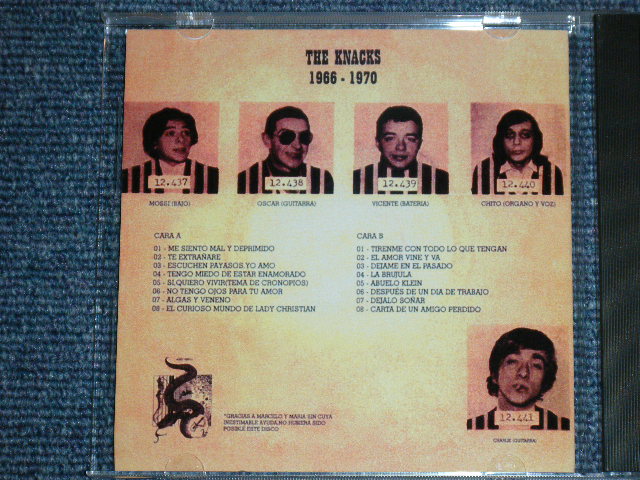 THE KNACKS
1966 - 1970
12.437
12.438
12.439
12.440
MOSSI (BAJO)
OSCAR (GUITARRA)
VICENTE (BATERIA)
CHITO (ORGANO Y VOZ)
CARA A
01 - ME SIENTO MAL Y DEPRIMIDO
02 - TE EXTRAÑARE
03 - ESCUCHEN PAYASOS, YO AMO
04 - TENGO MIEDO DE ESTAR ENAMORADO
05 - SI, QUIERO VIVIR(TEMA DE CRONOPIOS)
06 - NO TENGO OJOS PARA TU AMOR
07 - ALGAS Y VENENO
08 - EL CURIOSO MUNDO DE LADY CHRISTIAN
CARA B
01 - TIRENME CON TODO LO QUE TENGAN
02 - EL AMOR VINE Y VA
03 - DEJAME EN EL PASADO
04 - LA BRUJULA
05 - ABUELO KLEIN
06 - DESPUÉS DE UN DIA DE TRABAJO
07 - DEJALO SOÑAR
08 - CARTA DE UN AMIGO PERDIDO
12.441
(GUITARRA)
"GRACIAS A MARCELO Y MARIA SIN CUYA
INESTIMABLE AYUDA, NO HUBIERA SIDO
POSIBLE ESTE DISCO